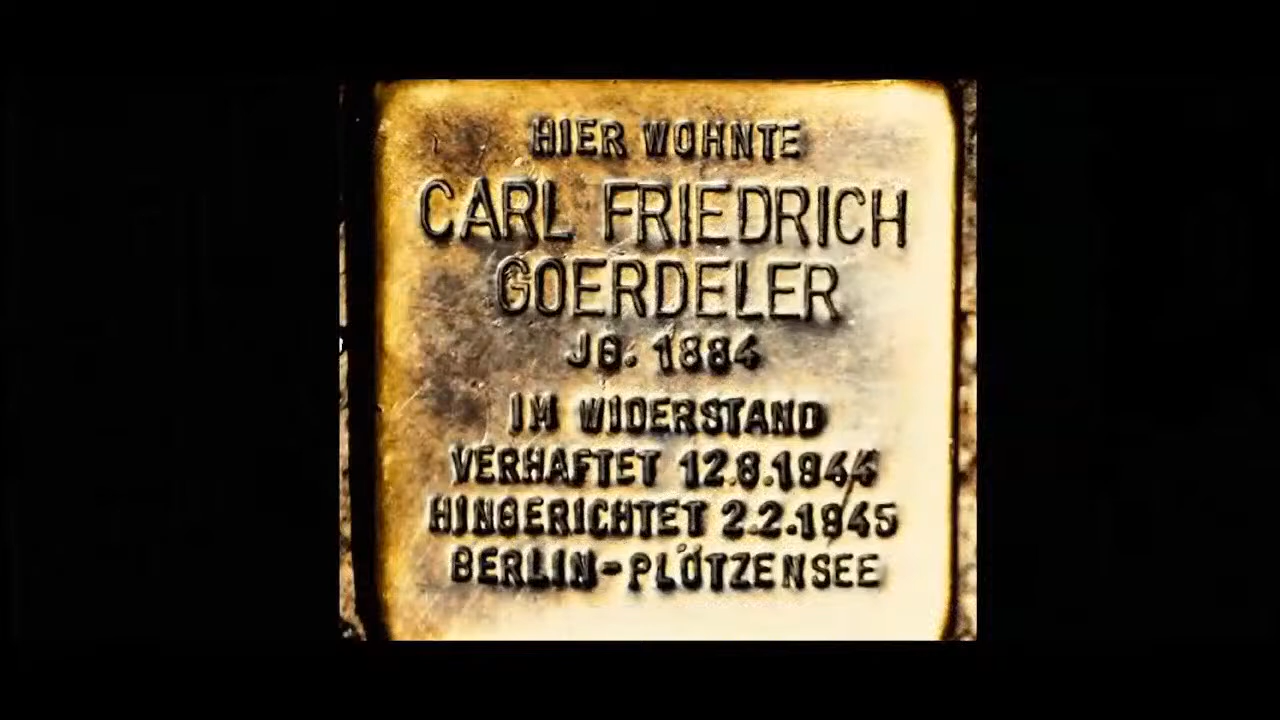 HIER WOHNTE
CARL FRIEDRICH
GOERDELER
JG. 1884
IM WIDERSTAND
VERHAFTET 12.8.1944
HINGERICHTET 2.2.1945
BERLIN-PLÖTZENSEE